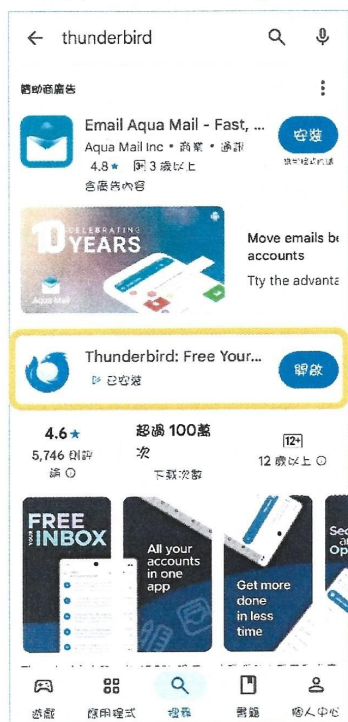 thunderbird
贊助商廣告
Email Aqua Mail - Fast, ...
安裝
Aqua Mail Inc • 商業 • 通訊
4.8★ 3 歲以上
含廣告內容
CELEBRATING
10 YEARS
Aqua Mail
Move emails be
accounts
Try the advanta
Thunderbird: Free Your...
已安裝
開啟
4.6★
5,746 則評
論
超過 100萬
次
下載次數
12+
12 歲以上
FREE
YOUR INBOX
All your
accounts
in one
app
Get more
done
in less
time
Sec
a
Op
遊戲
應用程式
搜尋
書籍
個人中心